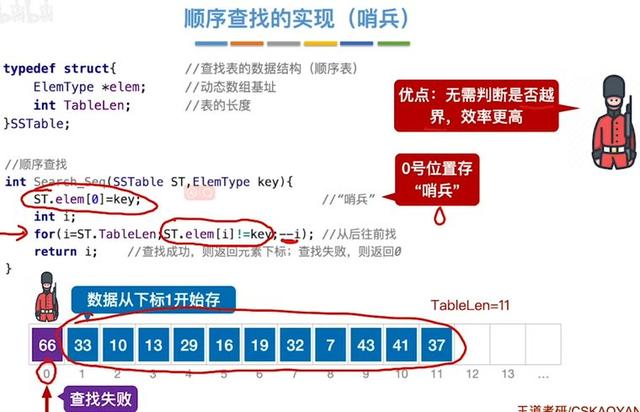 顺序查找的实现（哨兵）
typedef struct{ //查找表的数据结构（顺序表）
ElemType *elem; //动态数组基址
int TableLen; //表的长度
}SSTable;
优点：无需判断是否越
界，效率更高
//顺序查找
int Search_Seq(SSTable ST,ElemType key){
ST.elem[0]=key; //“哨兵”
int i;
for(i=ST.TableLen;ST.elem[i]!=key;--i); //从后往前找
return i; //查找成功，则返回元素下标；查找失败，则返回0
}
0号位置存
“哨兵”
数据从下标1开始存
TableLen=11
66 33 10 13 29 16 19 32 7 43 41 37
0 1 2 3 4 5 6 7 8 9 10 11 12 13 ...
查找失败
王道考研/CSKAOYAN